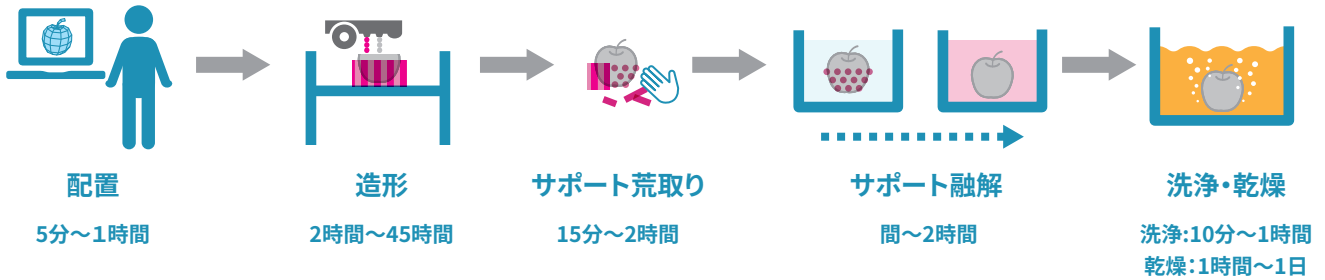 配置
5分～1時間
造形
2時間～45時間
サポート荒取り
15分～2時間
サポート融解
間～2時間
洗浄・乾燥
洗浄:10分～1時間
乾燥：1時間～1日